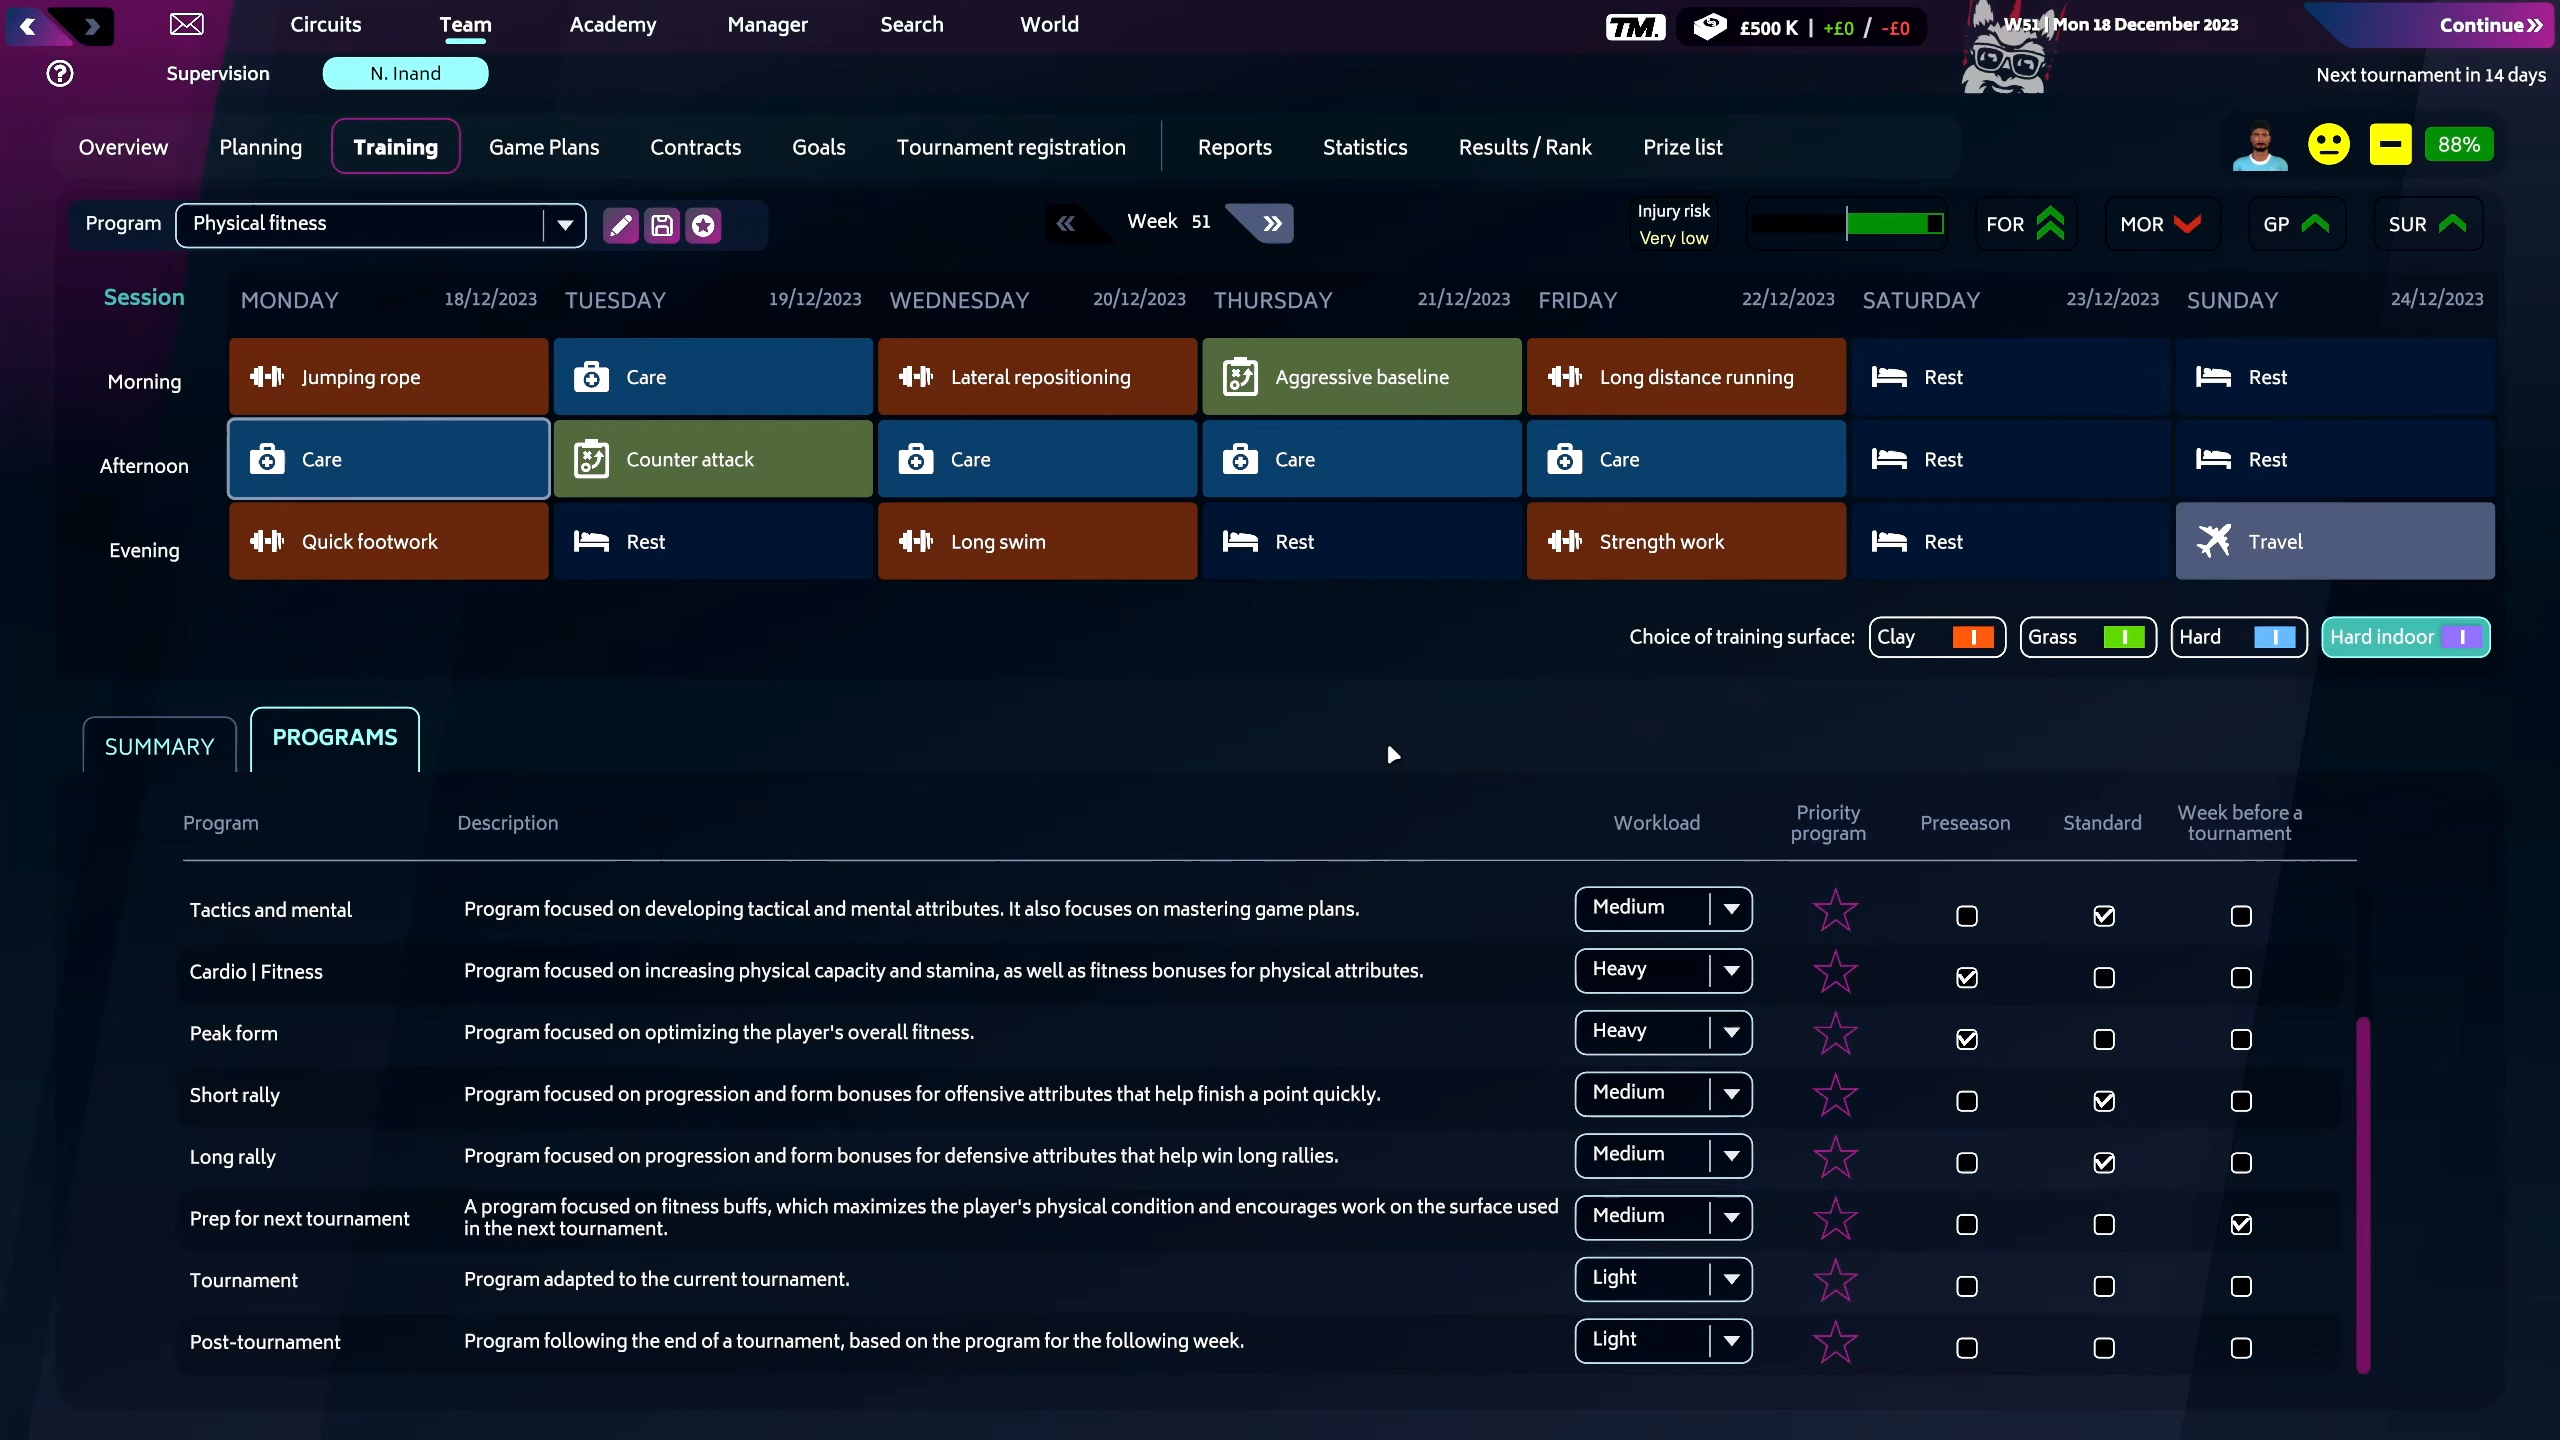 Circuits Team Academy Manager Search World TM. £500 K | +£0 / -£0 W51 | Mon 18 December 2023 Continue
Supervision N. Inand Next tournament in 14 days
Overview Planning Training Game Plans Contracts Goals Tournament registration Reports Statistics Results / Rank Prize list 88%
Program Physical fitness Week 51 Injury risk Very low FOR MOR GP SUR
Session MONDAY 18/12/2023 TUESDAY 19/12/2023 WEDNESDAY 20/12/2023 THURSDAY 21/12/2023 FRIDAY 22/12/2023 SATURDAY 23/12/2023 SUNDAY 24/12/2023
Morning Jumping rope Care Lateral repositioning Aggressive baseline Long distance running Rest Rest
Afternoon Care Counter attack Care Care Care Rest Rest
Evening Quick footwork Rest Long swim Rest Strength work Rest Travel
Choice of training surface: Clay Grass Hard Hard indoor
SUMMARY PROGRAMS
Program Description Workload Priority program Preseason Standard Week before a tournament
Tactics and mental Program focused on developing tactical and mental attributes. It also focuses on mastering game plans. Medium
Cardio | Fitness Program focused on increasing physical capacity and stamina, as well as fitness bonuses for physical attributes. Heavy
Peak form Program focused on optimizing the player's overall fitness. Heavy
Short rally Program focused on progression and form bonuses for offensive attributes that help finish a point quickly. Medium
Long rally Program focused on progression and form bonuses for defensive attributes that help win long rallies. Medium
Prep for next tournament A program focused on fitness buffs, which maximizes the player's physical condition and encourages work on the surface used
in the next tournament. Medium
Tournament Program adapted to the current tournament. Light
Post-tournament Program following the end of a tournament, based on the program for the following week. Light